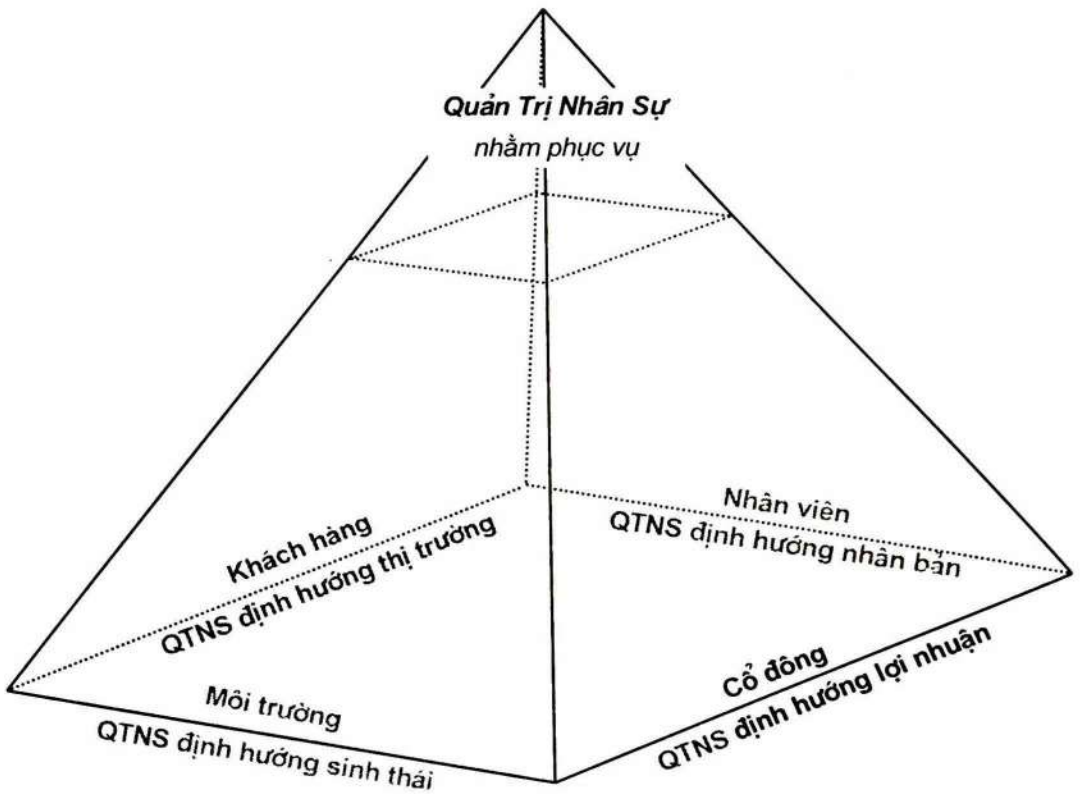 Quản Trị Nhân Sự
nhằm phục vụ
Nhân viên
QTNS định hướng nhân bản
Khách hàng
QTNS định hướng thị trường
Cổ đông
QTNS định hướng lợi nhuận
Môi trường
QTNS định hướng sinh thái